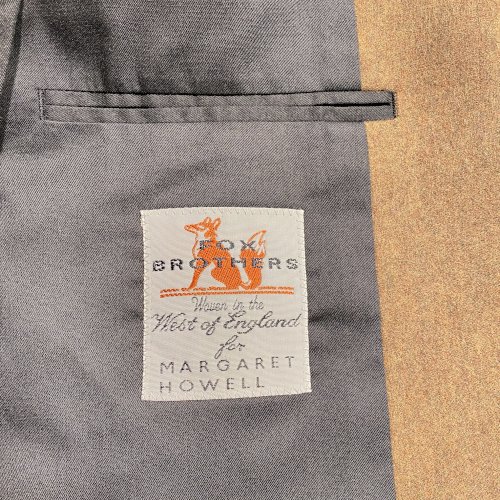 FOX
BROTHERS
Woven in the
West of England
for
MARGARET
HOWELL